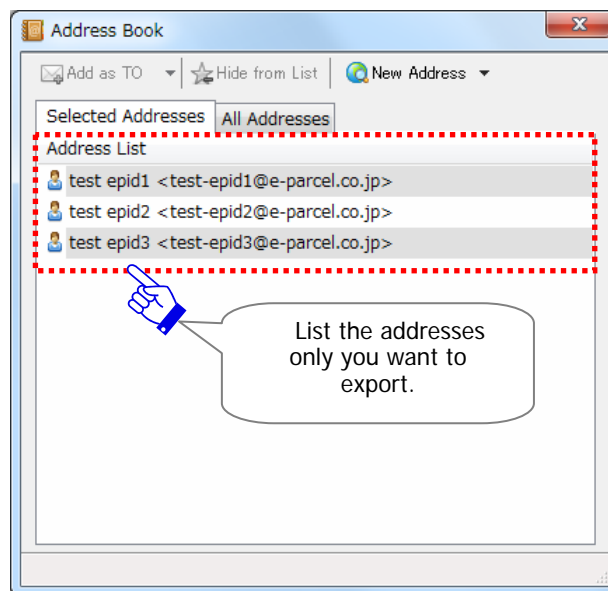 Address Book
Add as TO Hide from List New Address
Selected Addresses All Addresses
Address List
test epid1 <test-epid1@e-parcel.co.jp>
test epid2 <test-epid2@e-parcel.co.jp>
test epid3 <test-epid3@e-parcel.co.jp>
List the addresses
only you want to
export.